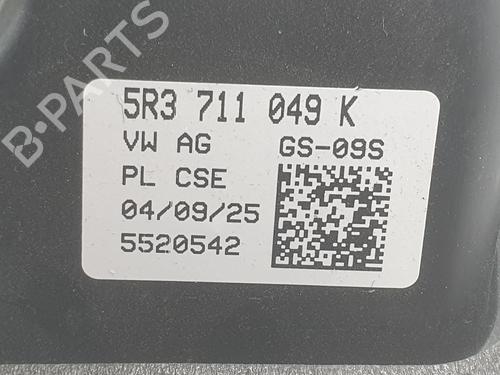 B-PARTS
5R3 711 049 K
VW AG GS-09S
PL CSE
04/09/25
5520542